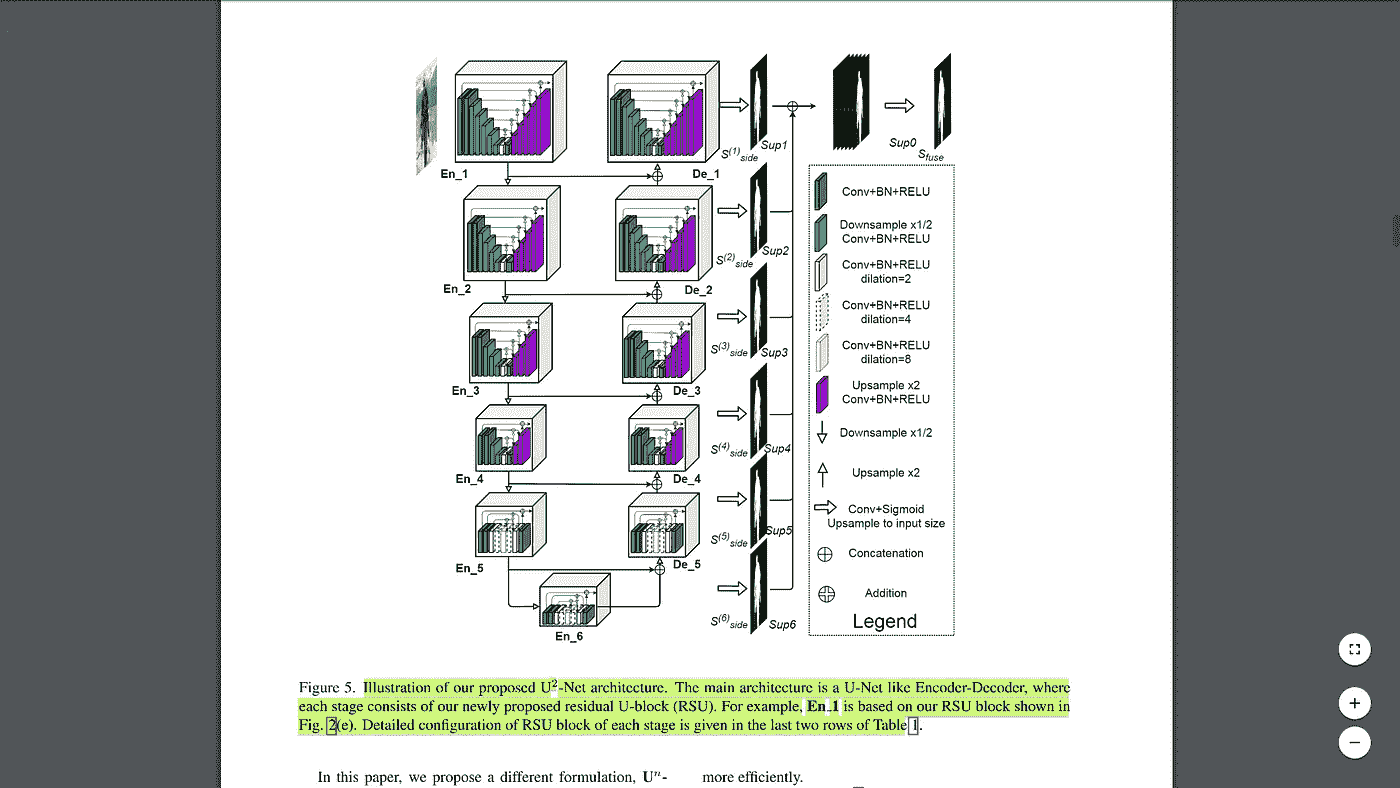 S(1)side
Sup1
Sup0
Sfuse
En_1
De_1
S(2)side
Sup2
En_2
De_2
S(3)side
Sup3
En_3
De_3
S(4)side
Sup4
En_4
De_4
S(5)side
Sup5
En_5
De_5
S(6)side
Sup6
En_6
Conv+BN+RELU
Downsample x1/2
Conv+BN+RELU
Conv+BN+RELU
dilation=2
Conv+BN+RELU
dilation=4
Conv+BN+RELU
dilation=8
Upsample x2
Conv+BN+RELU
Downsample x1/2
Upsample x2
Conv+Sigmoid
Upsample to input size
Concatenation
Addition
Legend
Figure 5. Illustration of our proposed U²-Net architecture. The main architecture is a U-Net like Encoder-Decoder, where
each stage consists of our newly proposed residual U-block (RSU). For example, En_1 is based on our RSU block shown in
Fig. 2(e). Detailed configuration of RSU block of each stage is given in the last two rows of Table 1.
In this paper, we propose a different formulation, Uⁿ-
more efficiently.